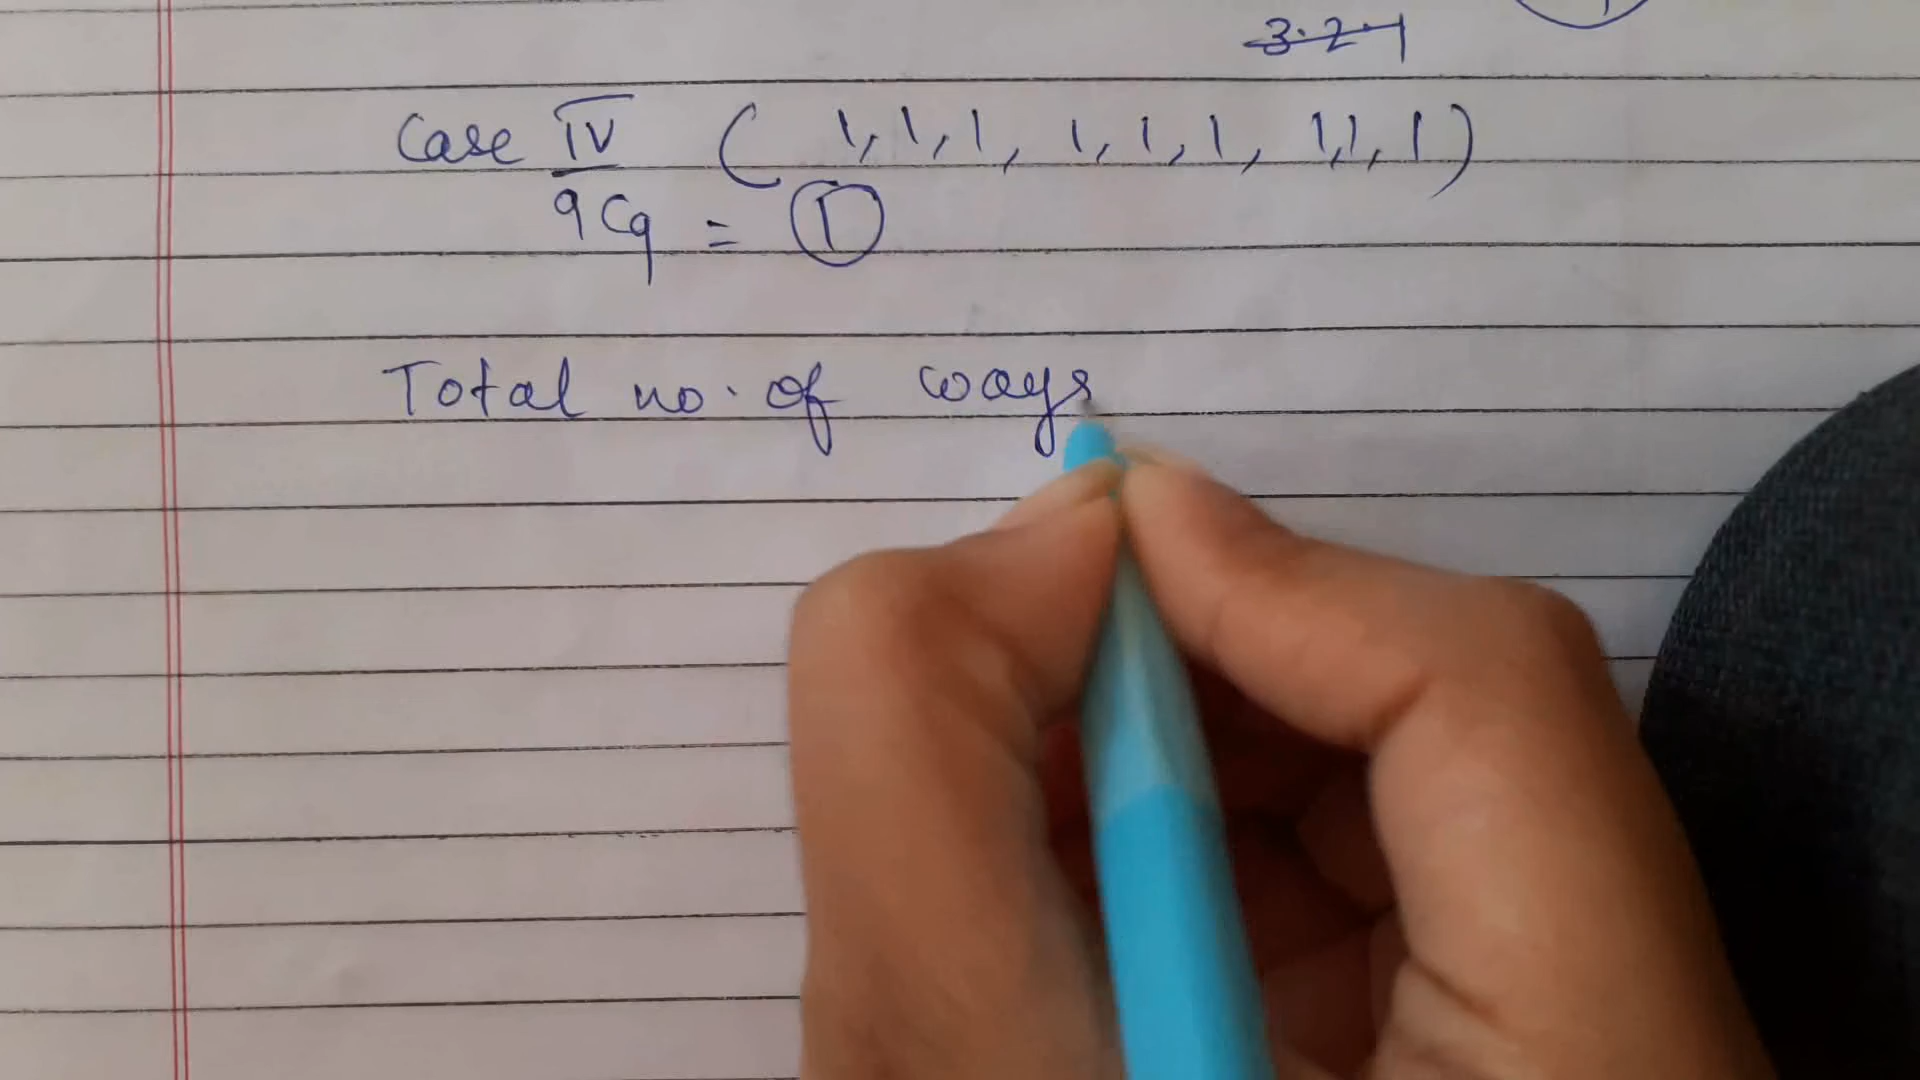 3·2·1
Case IV ( 1,1,1, 1,1,1, 1,1,1)
9C9 = 1
Total no. of ways